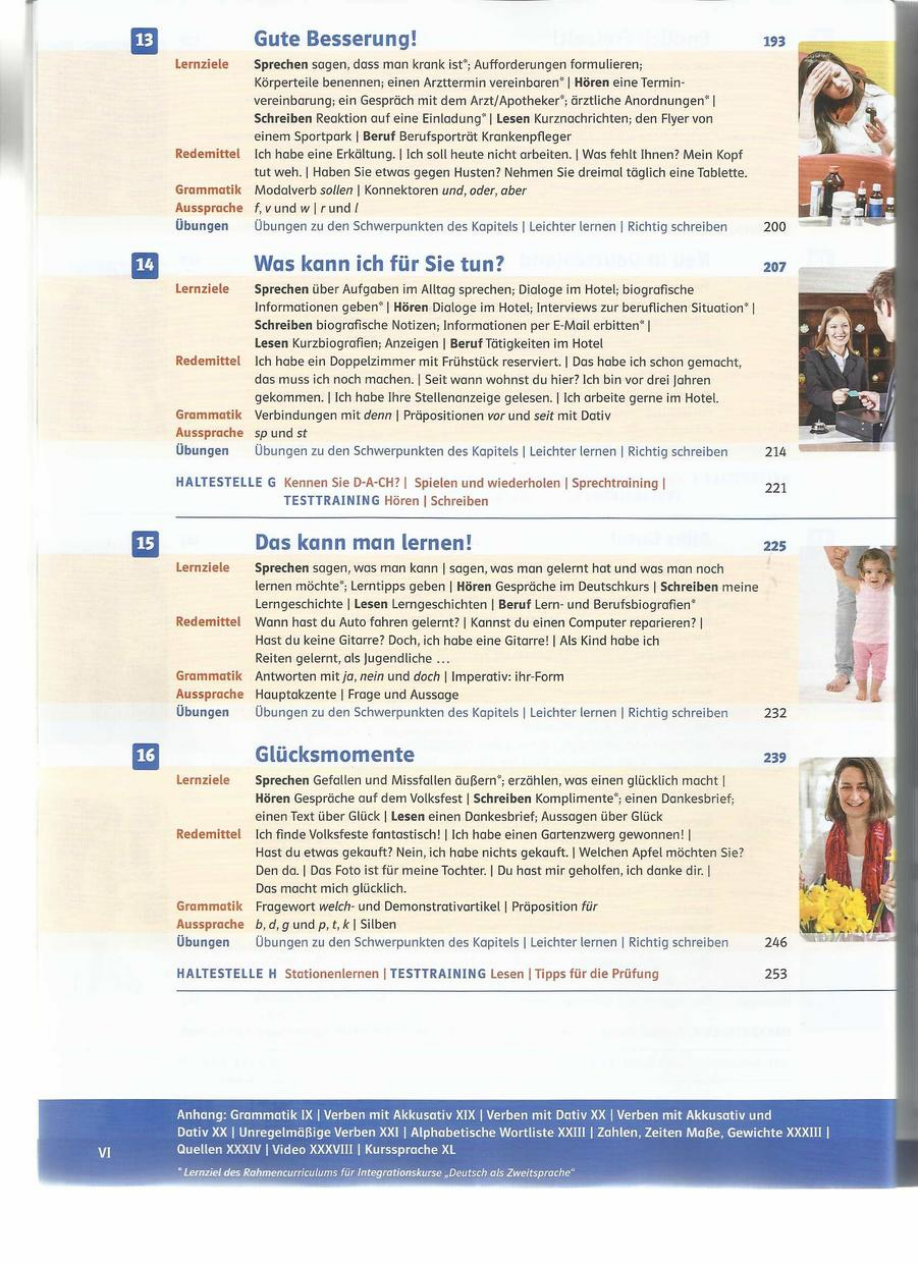 13 Gute Besserung! 193
Lernziele Sprechen sagen, dass man krank ist*; Aufforderungen formulieren;
Körperteile benennen; einen Arzttermin vereinbaren* | Hören eine Termin-
vereinbarung; ein Gespräch mit dem Arzt/Apotheker*; ärztliche Anordnungen* |
Schreiben Reaktion auf eine Einladung* | Lesen Kurznachrichten; den Flyer von
einem Sportpark | Beruf Berufsporträt Krankenpfleger
Redemittel Ich habe eine Erkältung. | Ich soll heute nicht arbeiten. | Was fehlt Ihnen? Mein Kopf
tut weh. | Haben Sie etwas gegen Husten? Nehmen Sie dreimal täglich eine Tablette.
Grammatik Modalverb sollen | Konnektoren und, oder, aber
Aussprache f, v und w | r und l
Übungen Übungen zu den Schwerpunkten des Kapitels | Leichter lernen | Richtig schreiben 200
14 Was kann ich für Sie tun? 207
Lernziele Sprechen über Aufgaben im Alltag sprechen; Dialoge im Hotel; biografische
Informationen geben* | Hören Dialoge im Hotel; Interviews zur beruflichen Situation* |
Schreiben biografische Notizen; Informationen per E-Mail erbitten* |
Lesen Kurzbiografien; Anzeigen | Beruf Tätigkeiten im Hotel
Redemittel Ich habe ein Doppelzimmer mit Frühstück reserviert. | Das habe ich schon gemacht,
das muss ich noch machen. | Seit wann wohnst du hier? Ich bin vor drei Jahren
gekommen. | Ich habe Ihre Stellenanzeige gelesen. | Ich arbeite gerne im Hotel.
Grammatik Verbindungen mit denn | Präpositionen vor und seit mit Dativ
Aussprache sp und st
Übungen Übungen zu den Schwerpunkten des Kapitels | Leichter lernen | Richtig schreiben 214
HALTESTELLE G Kennen Sie D-A-CH? | Spielen und wiederholen | Sprechtraining | 221
TESTTRAINING Hören | Schreiben
15 Das kann man lernen! 225
Lernziele Sprechen sagen, was man kann | sagen, was man gelernt hat und was man noch
lernen möchte*; Lerntipps geben | Hören Gespräche im Deutschkurs | Schreiben meine
Lerngeschichte | Lesen Lerngeschichten | Beruf Lern- und Berufsbiografien*
Redemittel Wann hast du Auto fahren gelernt? | Kannst du einen Computer reparieren? |
Hast du keine Gitarre? Doch, ich habe eine Gitarre! | Als Kind habe ich
Reiten gelernt, als Jugendliche ...
Grammatik Antworten mit ja, nein und doch | Imperativ: ihr-Form
Aussprache Hauptakzente | Frage und Aussage
Übungen Übungen zu den Schwerpunkten des Kapitels | Leichter lernen | Richtig schreiben 232
16 Glücksmomente 239
Lernziele Sprechen Gefallen und Missfallen äußern*; erzählen, was einen glücklich macht |
Hören Gespräche auf dem Volksfest | Schreiben Komplimente*; einen Dankesbrief;
einen Text über Glück | Lesen einen Dankesbrief; Aussagen über Glück
Redemittel Ich finde Volksfeste fantastisch! | Ich habe einen Gartenzwerg gewonnen! |
Hast du etwas gekauft? Nein, ich habe nichts gekauft. | Welchen Apfel möchten Sie?
Den da. | Das Foto ist für meine Tochter. | Du hast mir geholfen, ich danke dir. |
Das macht mich glücklich.
Grammatik Fragewort welch- und Demonstrativartikel | Präposition für
Aussprache b, d, g und p, t, k | Silben
Übungen Übungen zu den Schwerpunkten des Kapitels | Leichter lernen | Richtig schreiben 246
HALTESTELLE H Stationenlernen | TESTTRAINING Lesen | Tipps für die Prüfung 253
Anhang: Grammatik IX | Verben mit Akkusativ XIX | Verben mit Dativ XX | Verben mit Akkusativ und
Dativ XX | Unregelmäßige Verben XXI | Alphabetische Wortliste XXIII | Zahlen, Zeiten Maße, Gewichte XXXIII |
VI Quellen XXXIV | Video XXXVIII | Kurssprache XL
* Lernziel des Rahmencurriculums für Integrationskurse „Deutsch als Zweitsprache"